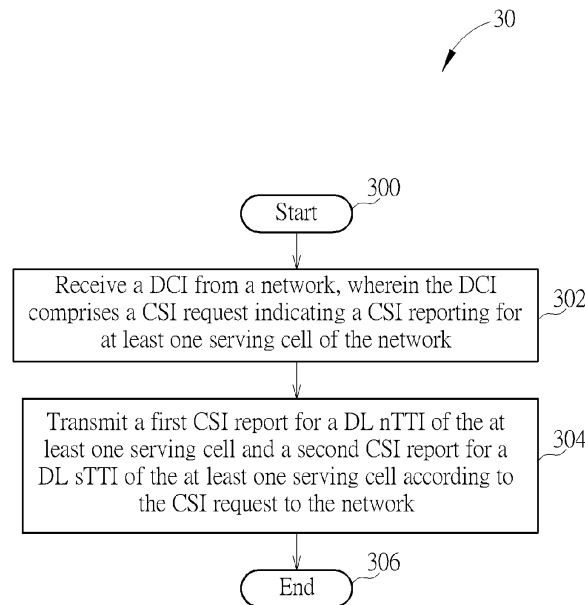 30
300
Start
Receive a DCI from a network, wherein the DCI
comprises a CSI request indicating a CSI reporting for
at least one serving cell of the network
302
Transmit a first CSI report for a DL nTTI of the at
least one serving cell and a second CSI report for
a DL sTTI of the at least one serving cell according
to the CSI request to the network
304
306
End